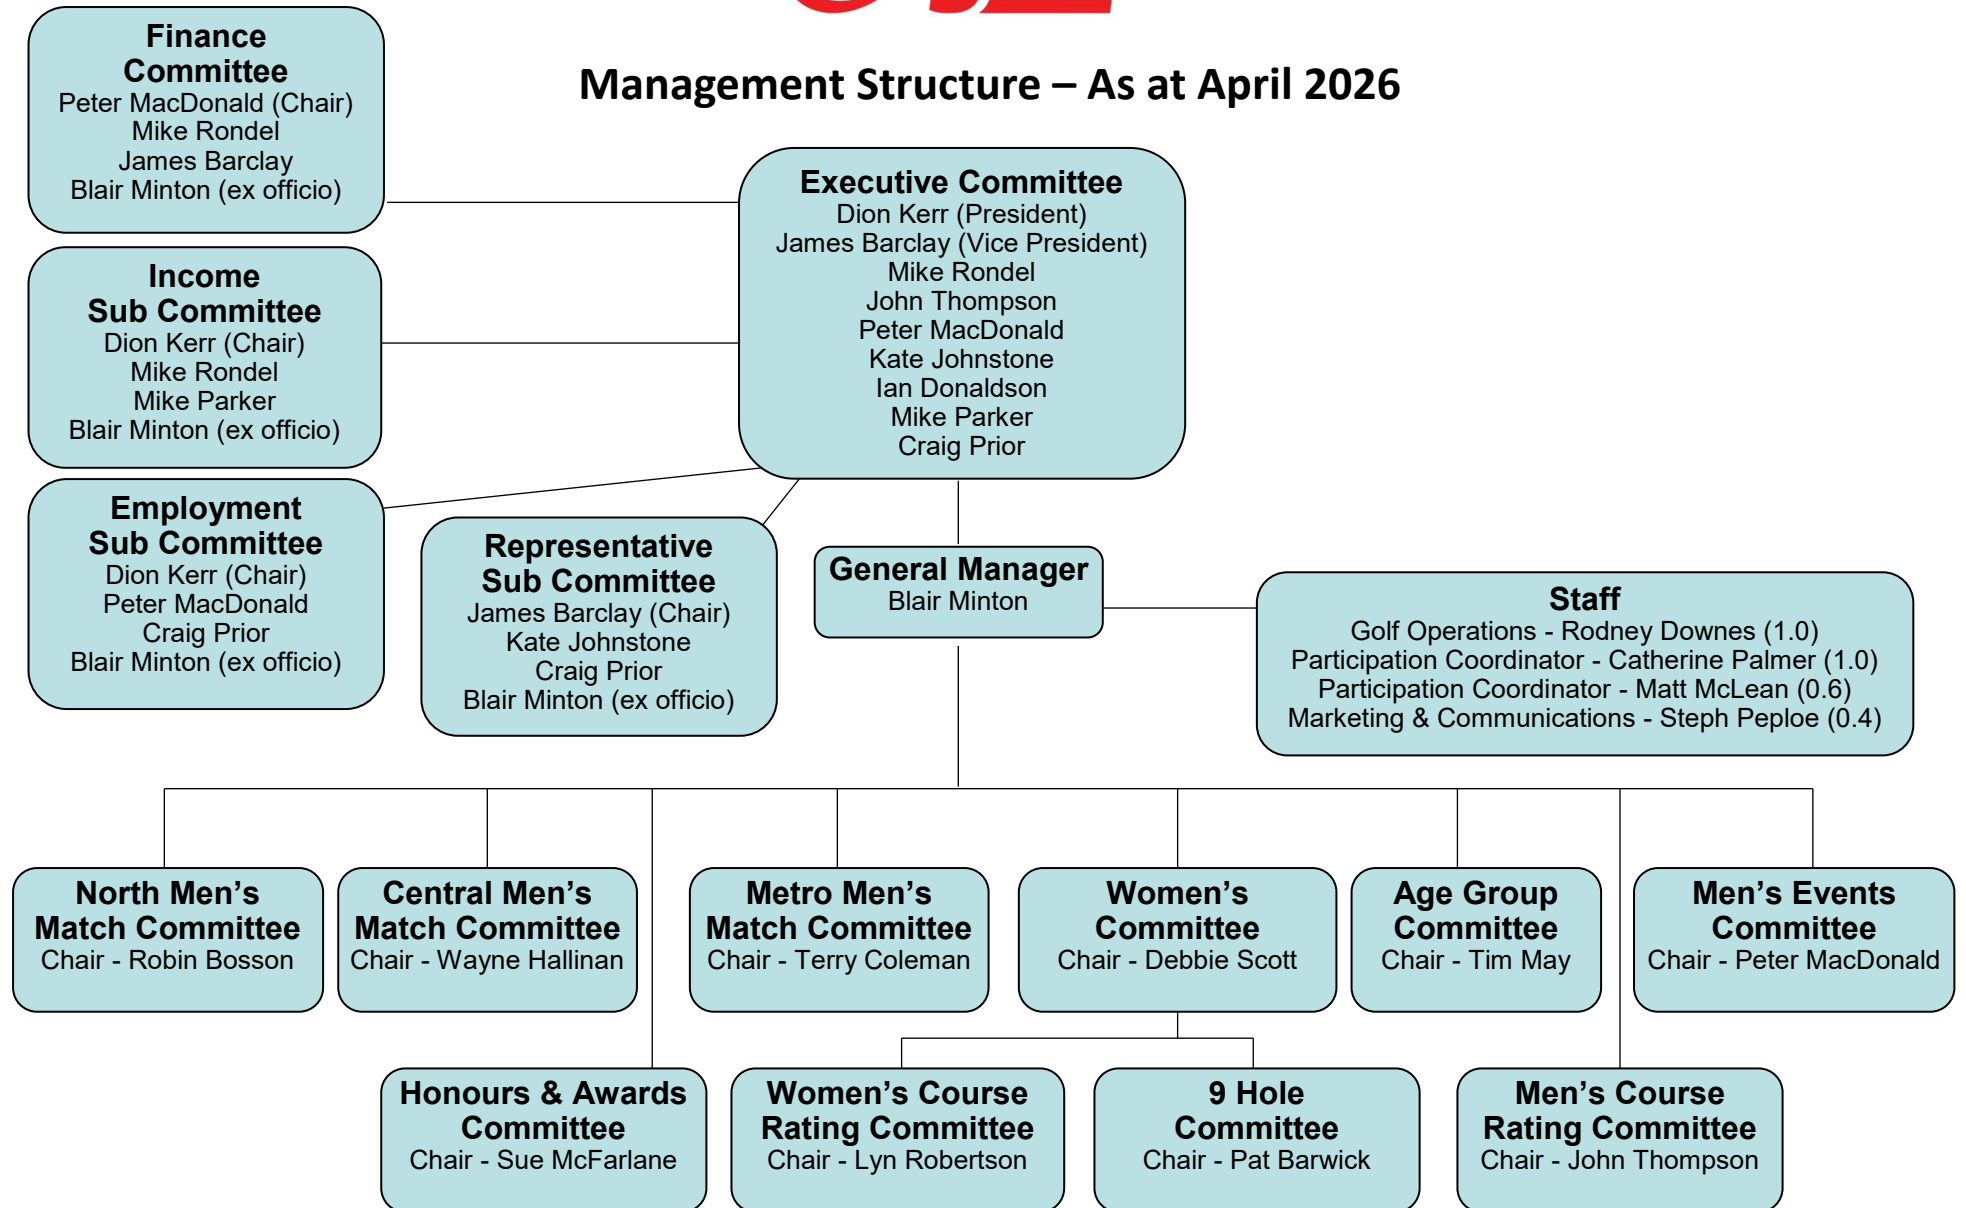 Management Structure – As at April 2026
Finance
Committee
Peter MacDonald (Chair)
Mike Rondel
James Barclay
Blair Minton (ex officio)
Executive Committee
Dion Kerr (President)
James Barclay (Vice President)
Mike Rondel
John Thompson
Peter MacDonald
Kate Johnstone
Ian Donaldson
Mike Parker
Craig Prior
Income
Sub Committee
Dion Kerr (Chair)
Mike Rondel
Mike Parker
Blair Minton (ex officio)
Employment
Sub Committee
Dion Kerr (Chair)
Peter MacDonald
Craig Prior
Blair Minton (ex officio)
Representative
Sub Committee
James Barclay (Chair)
Kate Johnstone
Craig Prior
Blair Minton (ex officio)
General Manager
Blair Minton
Staff
Golf Operations - Rodney Downes (1.0)
Participation Coordinator - Catherine Palmer (1.0)
Participation Coordinator - Matt McLean (0.6)
Marketing & Communications - Steph Peploe (0.4)
North Men’s
Match Committee
Chair - Robin Bosson
Central Men’s
Match Committee
Chair - Wayne Hallinan
Metro Men’s
Match Committee
Chair - Terry Coleman
Women’s
Committee
Chair - Debbie Scott
Age Group
Committee
Chair - Tim May
Men’s Events
Committee
Chair - Peter MacDonald
Honours & Awards
Committee
Chair - Sue McFarlane
Women’s Course
Rating Committee
Chair - Lyn Robertson
9 Hole
Committee
Chair - Pat Barwick
Men’s Course
Rating Committee
Chair - John Thompson